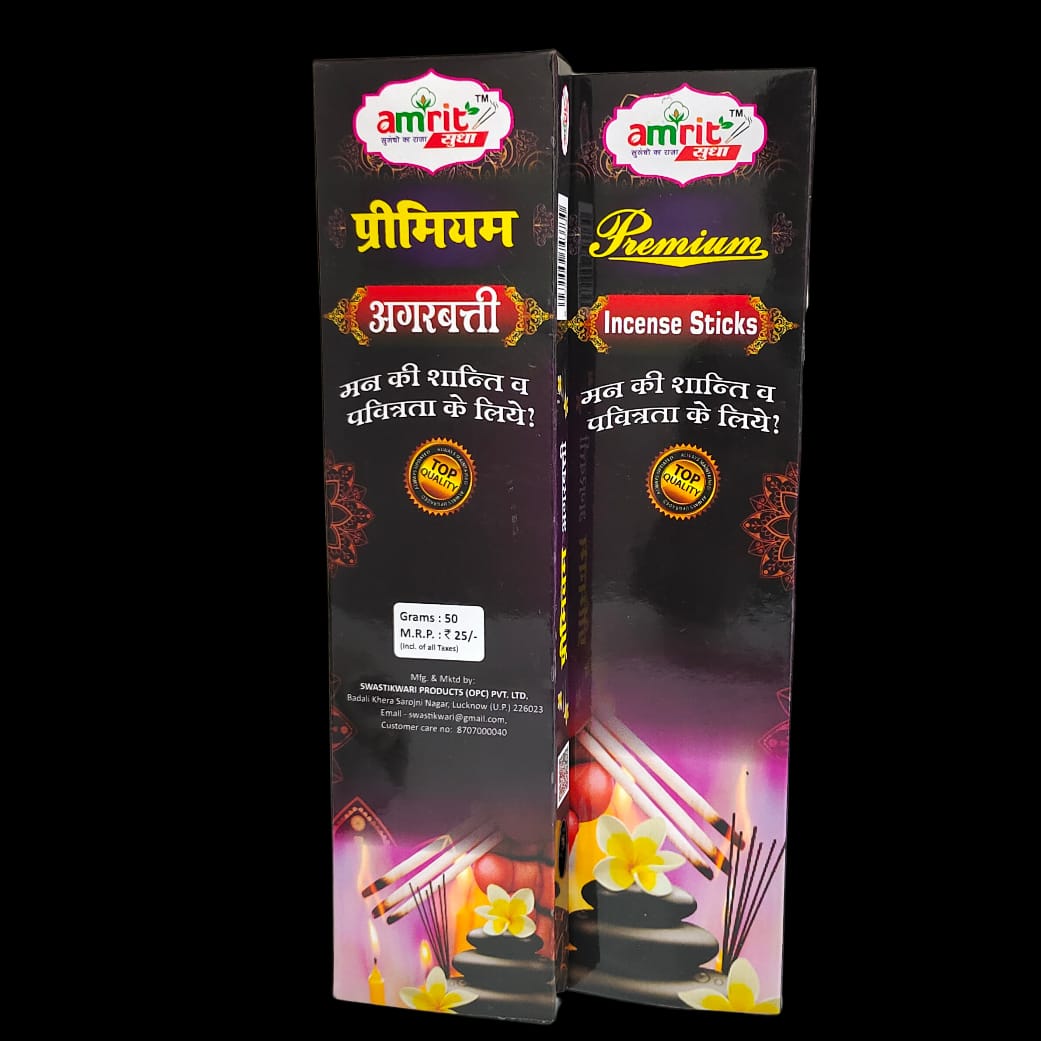 amrit TM
सुगंधों का राजा सुधा
प्रीमियम
अगरबत्ती
मन की शान्ति व
पवित्रता के लिये?
TOP
QUALITY
Grams : 50
M.R.P. : ₹ 25/-
(Incl. of all Taxes)
Mfg. & Mktd by:
SWASTIKWARI PRODUCTS (OPC) PVT. LTD.
Badali Khera Sarojni Nagar, Lucknow (U.P.) 226023
Email - swastikwari@gmail.com,
Customer care no: 8707000040
amrit TM
सुगंधों का राजा सुधा
Premium
Incense Sticks
मन की शान्ति व
पवित्रता के लिये?
TOP
QUALITY